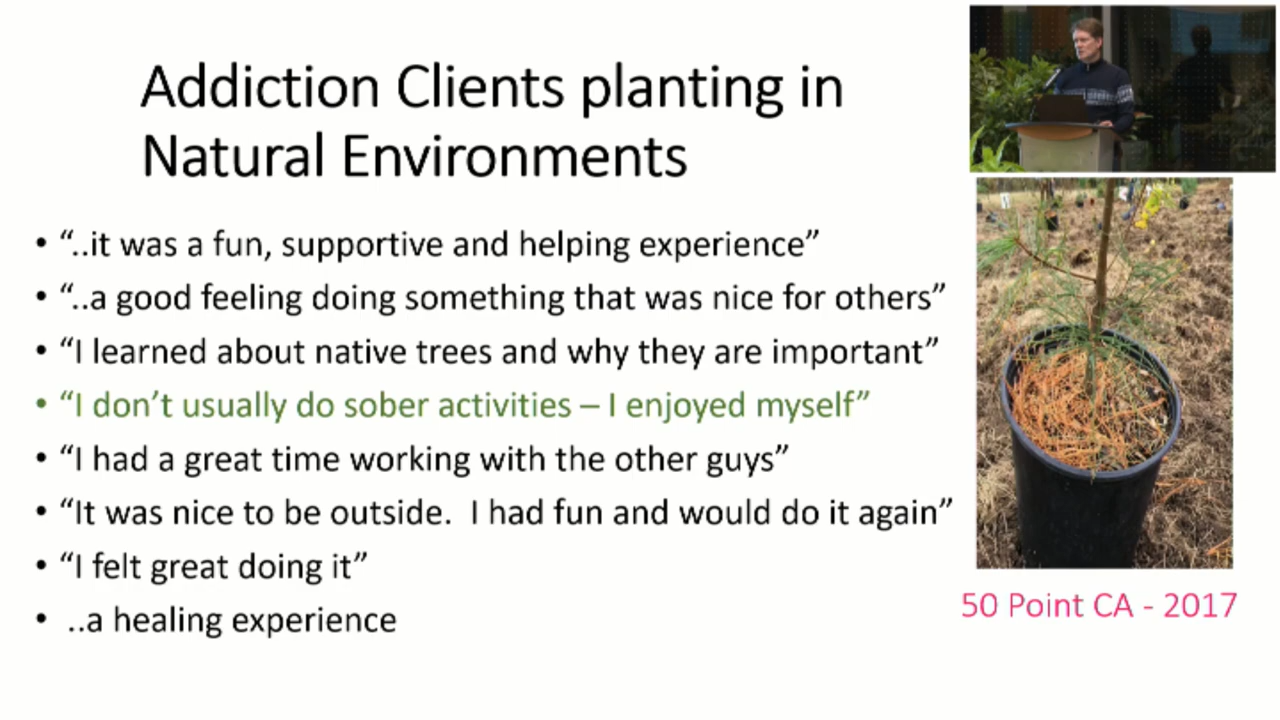 Addiction Clients planting in
Natural Environments
• “..it was a fun, supportive and helping experience”
• “..a good feeling doing something that was nice for others”
• “I learned about native trees and why they are important”
• “I don’t usually do sober activities – I enjoyed myself”
• “I had a great time working with the other guys”
• “It was nice to be outside.  I had fun and would do it again”
• “I felt great doing it”
• ..a healing experience
50 Point CA - 2017